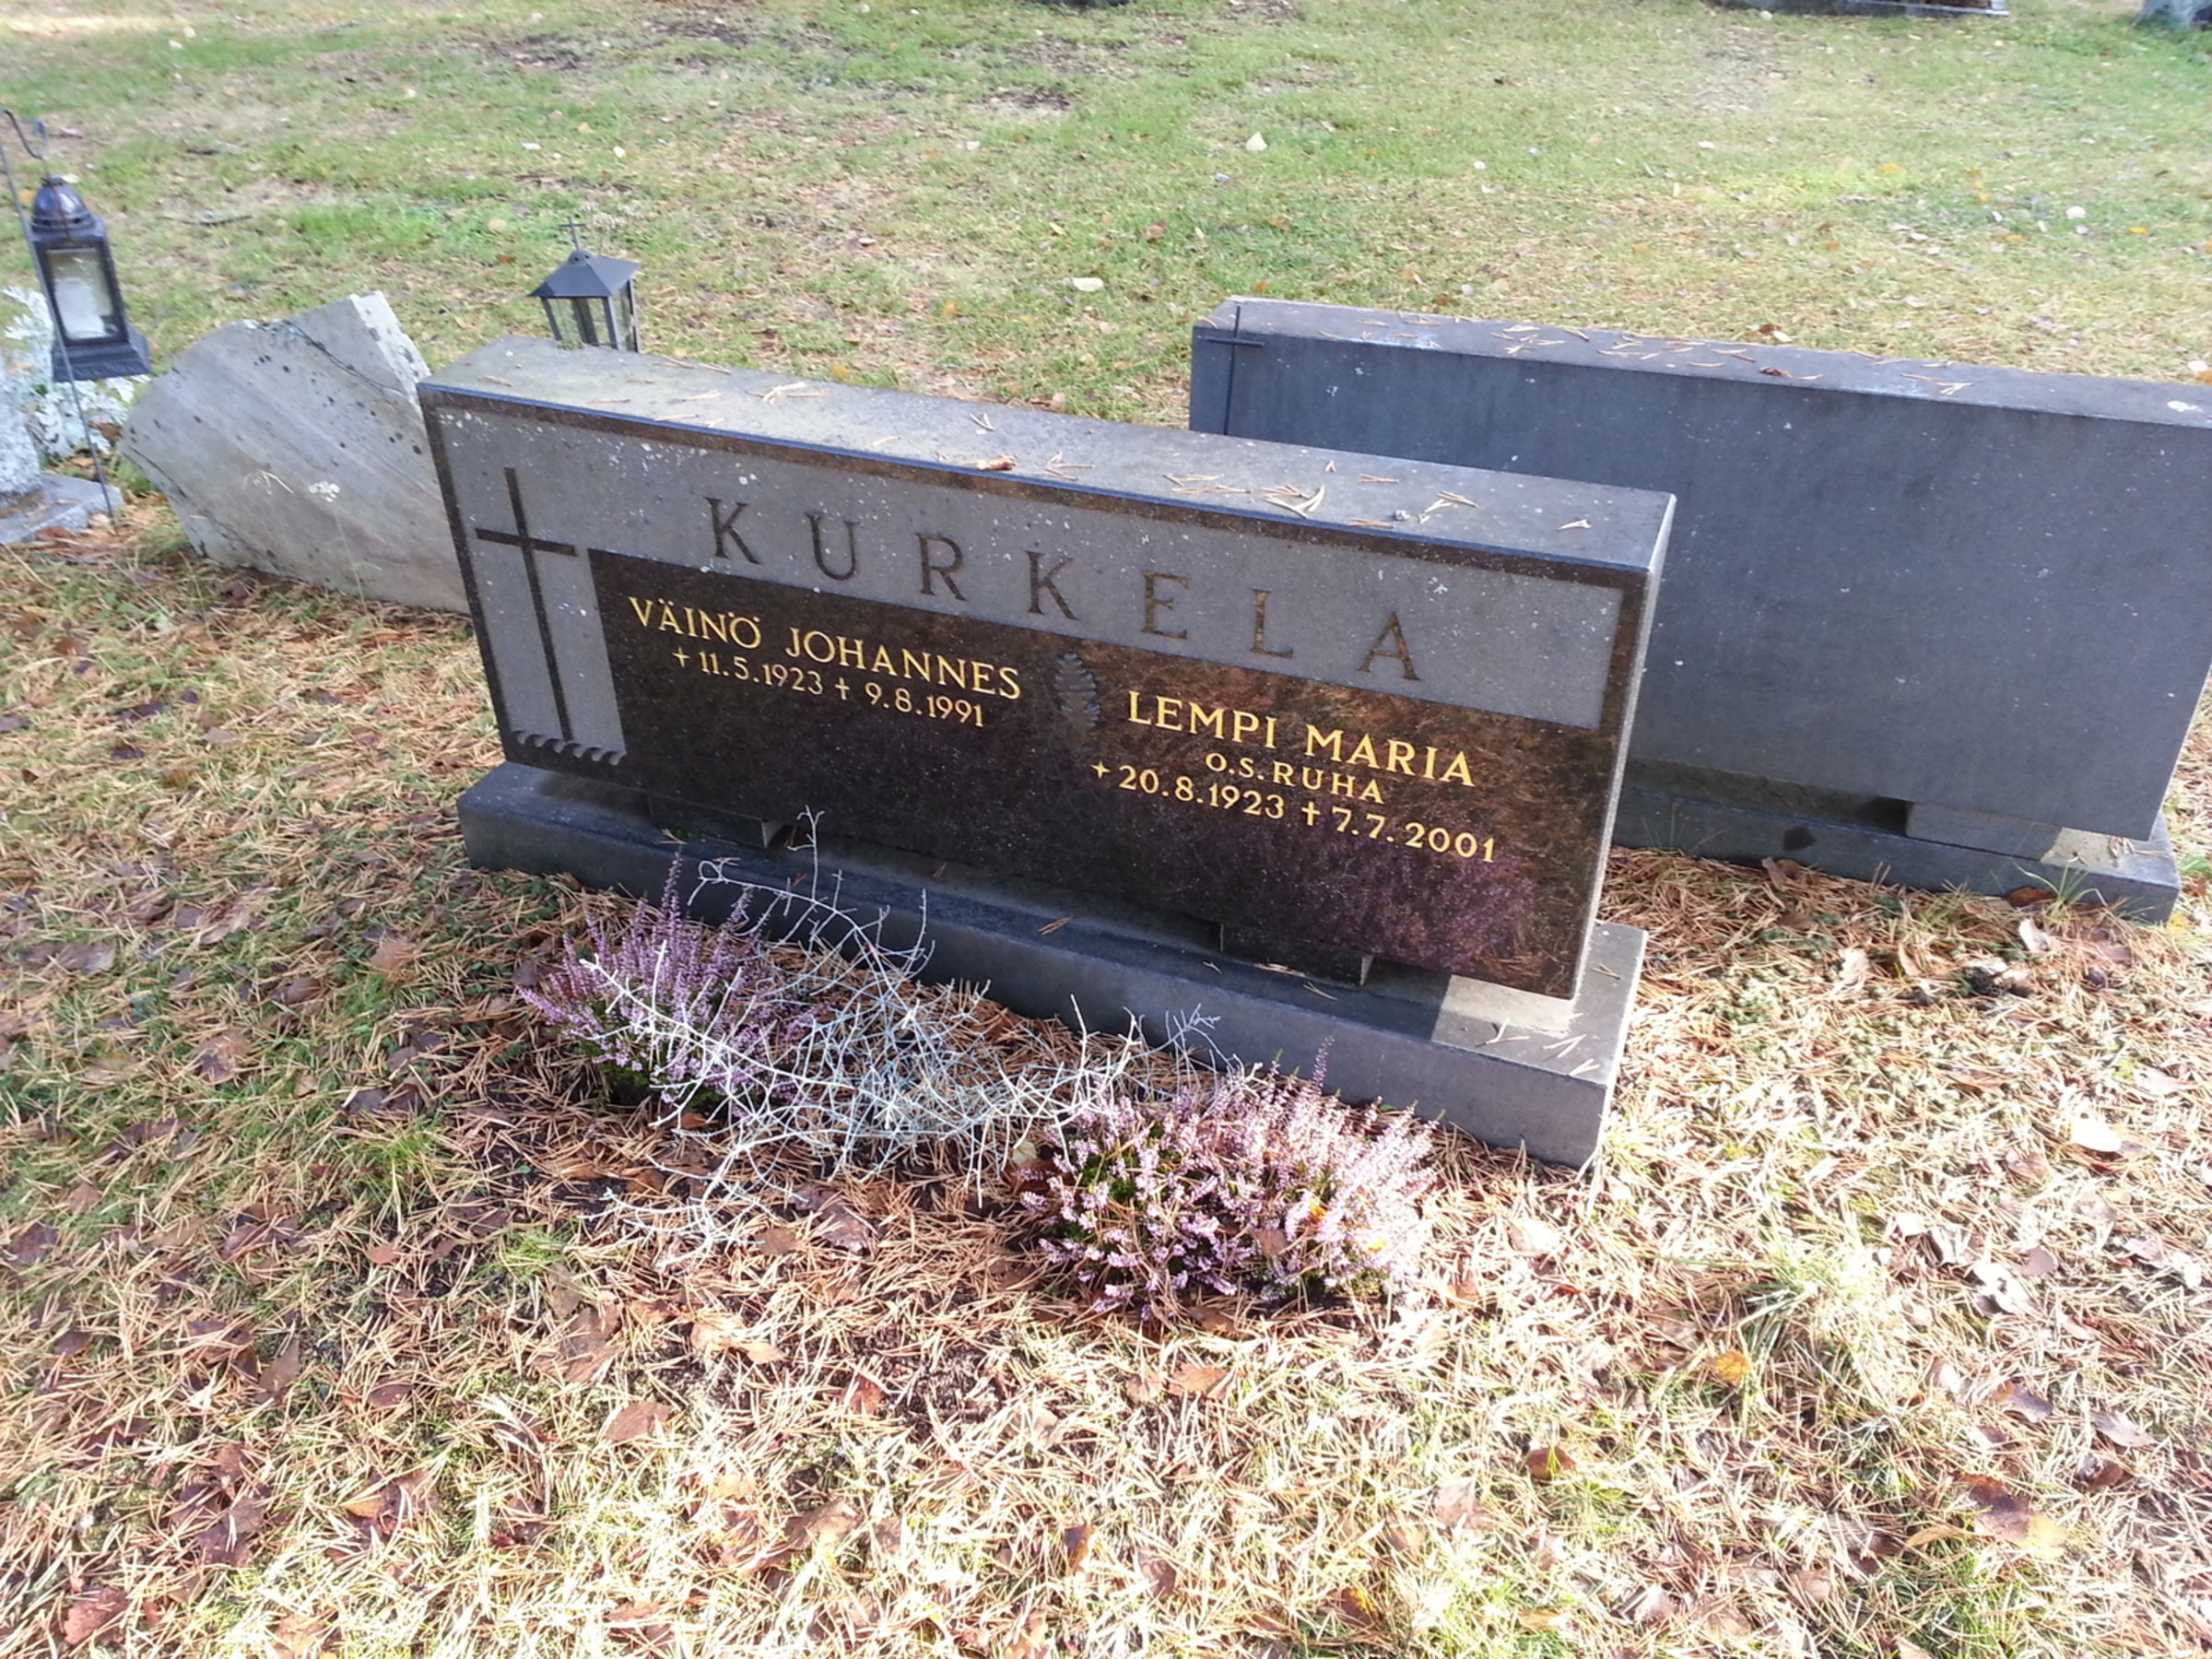 KURKELA
VÄINÖ JOHANNES
+ 11.5.1923 † 9.8.1991
LEMPI MARIA
O.S. RUHA
+ 20.8.1923 † 7.7.2001